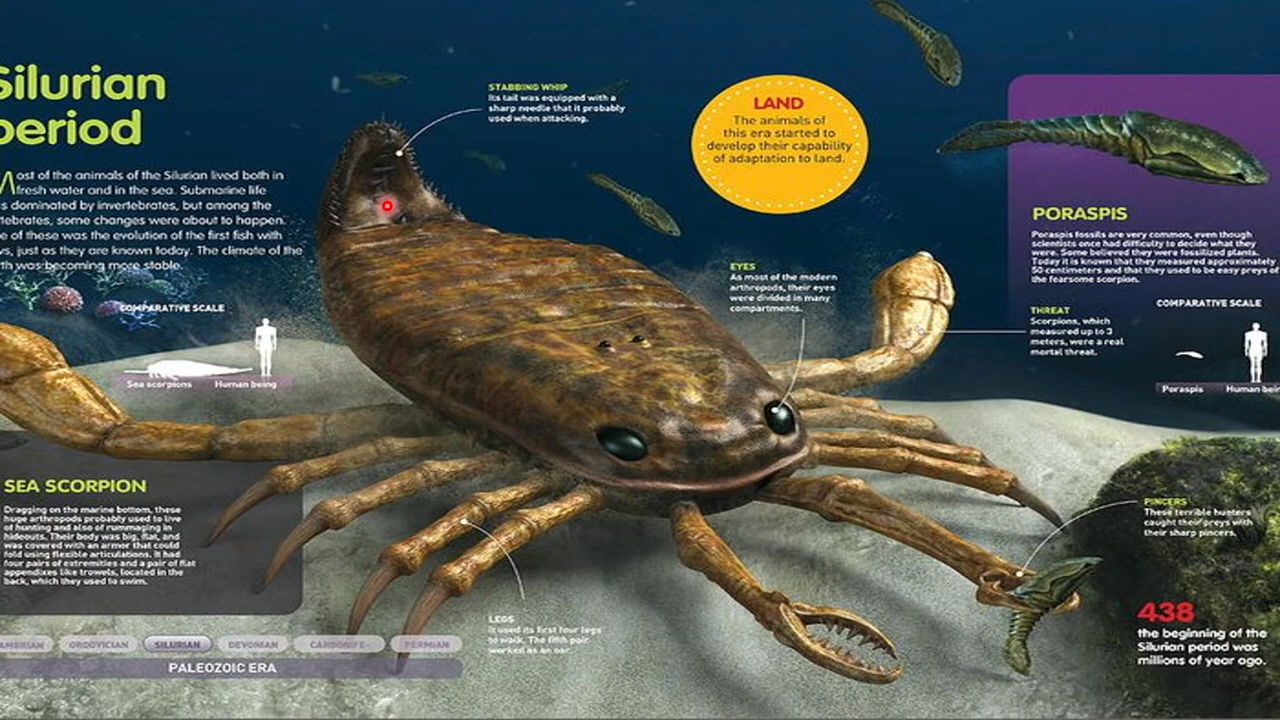 Silurian
period
Most of the animals of the Silurian lived both in
fresh water and in the sea. Submarine life
s dominated by invertebrates, but among the
tebrates, some changes were about to happen.
e of these was the evolution of the first fish with
ws, just as they are known today. The climate of the
th was becoming more stable.
COMPARATIVE SCALE
Sea scorpions Human being
SEA SCORPION
Dragging on the marine bottom, these
huge arthropods probably used to live
of hunting and also of rummaging in
hideouts. Their body was big, flat, and
was covered with an armor that could
fold using flexible articulations. It had
four pairs of extremities and a pair of flat
appendixes like trowels, located in the
back, which they used to swim.
AMBRIAN ORDOVICIAN SILURIAN DEVONIAN CARBONIFE- PERMIAN
PALEOZOIC ERA
STABBING WHIP
Its tail was equipped with a
sharp needle that it probably
used when attacking.
LAND
The animals of
this era started to
develop their capability
of adaptation to land.
EYES
As most of the modern
arthropods, their eyes
were divided in many
compartments.
LEGS
It used its first four legs
to walk. The fifth pair
worked as an oar.
PORASPIS
Poraspis fossils are very common, even though
scientists once had difficulty to decide what they
were. Some believed they were fossilized plants.
Today it is known that they measured approximately
50 centimeters and that they used to be easy preys of
the fearsome scorpion.
THREAT
Scorpions, which
measured up to 3
meters, were a real
mortal threat.
COMPARATIVE SCALE
Poraspis Human bein
PINCERS
These terrible hunters
caught their preys with
their sharp pincers.
438
the beginning of the
Silurian period was
millions of year ago.